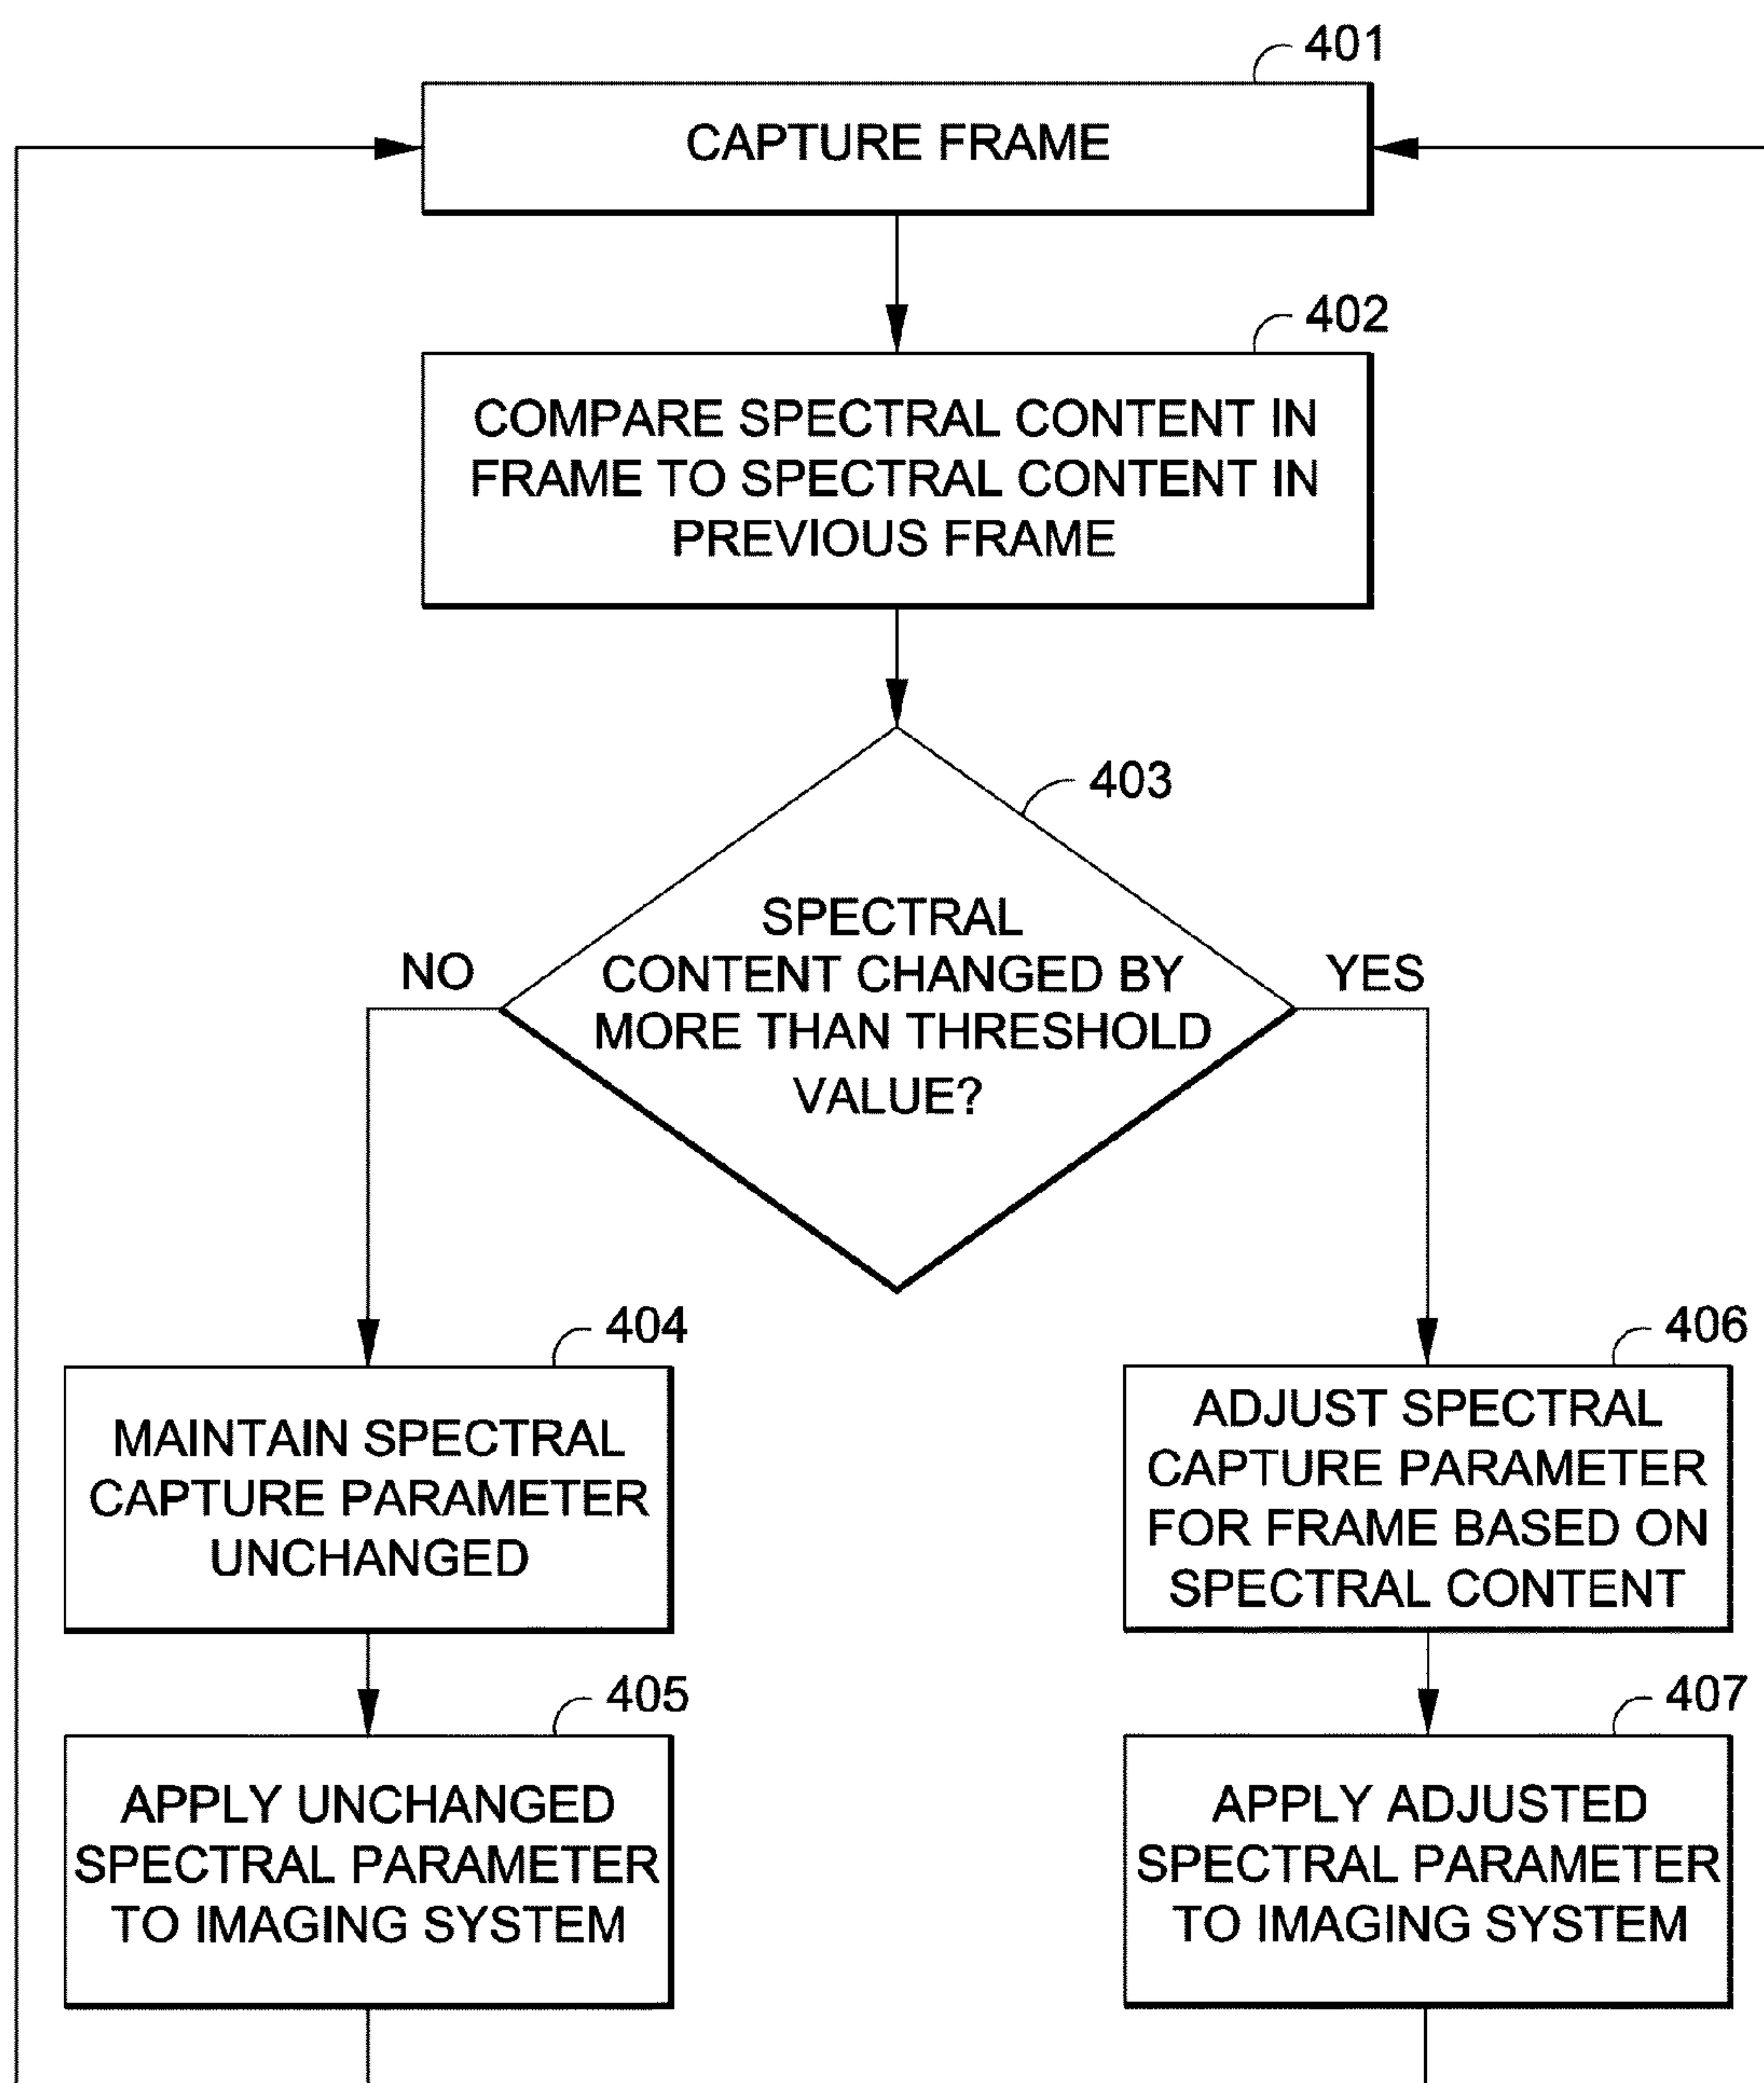 401
CAPTURE FRAME
402
COMPARE SPECTRAL CONTENT IN
FRAME TO SPECTRAL CONTENT IN
PREVIOUS FRAME
403
SPECTRAL
CONTENT CHANGED BY
MORE THAN THRESHOLD
VALUE?
NO
YES
404
MAINTAIN SPECTRAL
CAPTURE PARAMETER
UNCHANGED
405
APPLY UNCHANGED
SPECTRAL PARAMETER
TO IMAGING SYSTEM
406
ADJUST SPECTRAL
CAPTURE PARAMETER
FOR FRAME BASED ON
SPECTRAL CONTENT
407
APPLY ADJUSTED
SPECTRAL PARAMETER
TO IMAGING SYSTEM